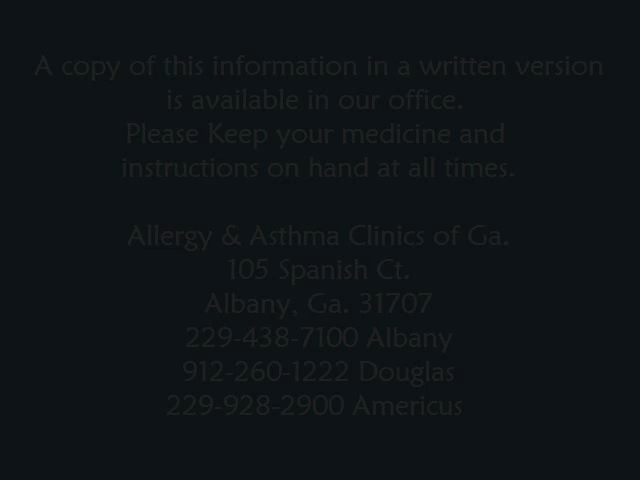 A copy of this information in a written version
is available in our office.
Please Keep your medicine and
instructions on hand at all times.
Allergy & Asthma Clinics of Ga.
105 Spanish Ct.
Albany, Ga. 31707
229-438-7100 Albany
912-260-1222 Douglas
229-928-2900 Americus